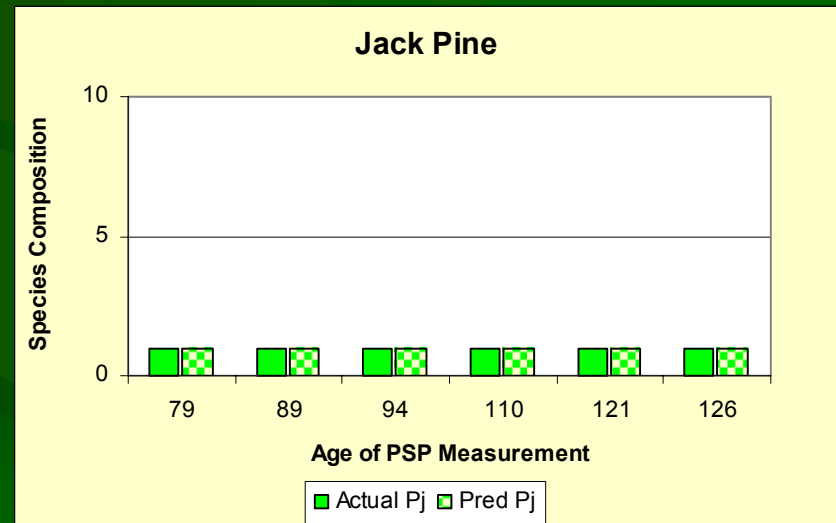 Jack Pine
10
5
0
Species Composition
79 89 94 110 121 126
Age of PSP Measurement
Actual Pj Pred Pj